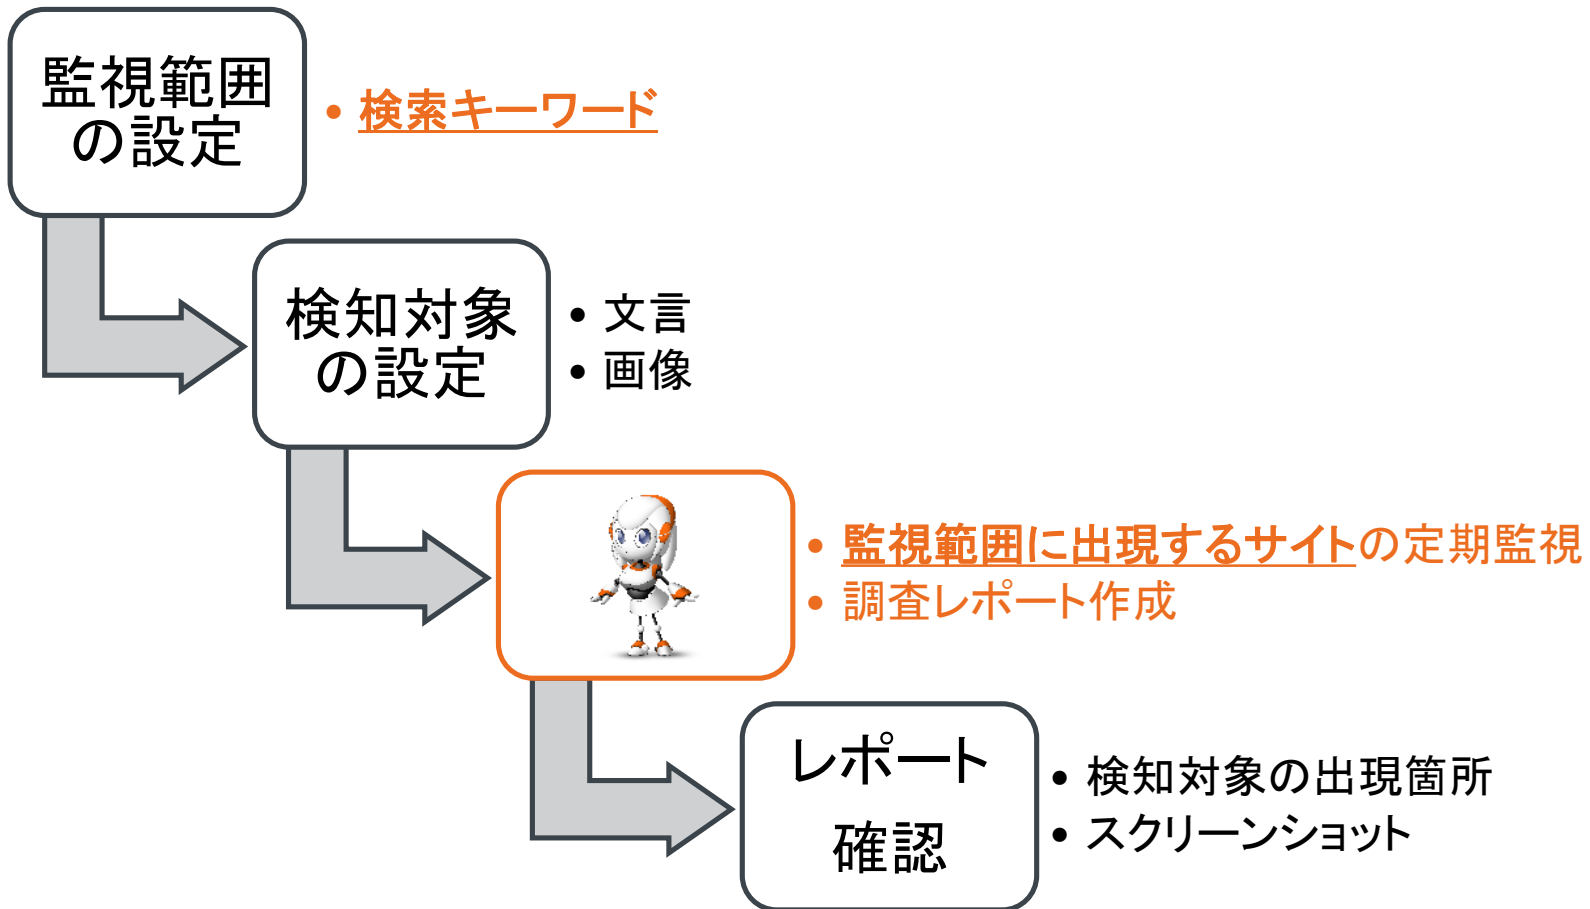 監視範囲
の設定
• 検索キーワード
検知対象
の設定
• 文言
• 画像
• 監視範囲に出現するサイトの定期監視
• 調査レポート作成
レポート
確認
• 検知対象の出現箇所
• スクリーンショット